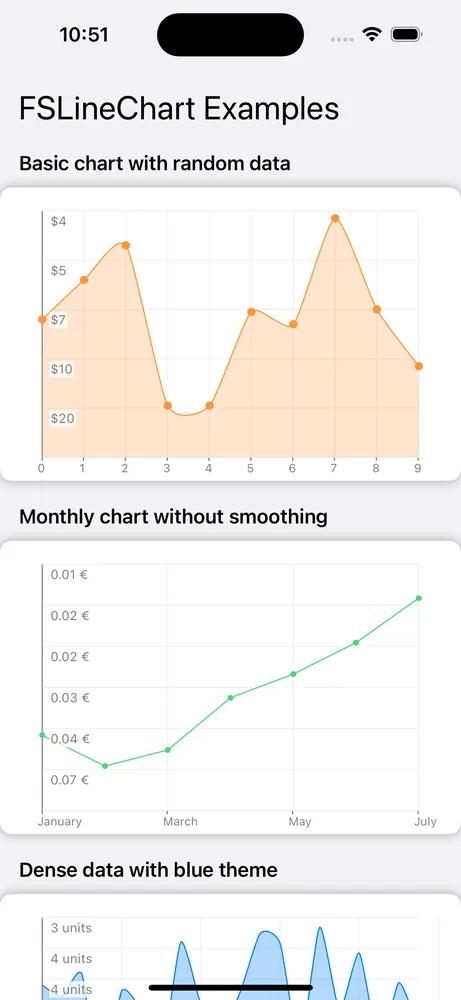 10:51
FSLineChart Examples
Basic chart with random data
$4
$5
$7
$10
$20
0 1 2 3 4 5 6 7 8 9
Monthly chart without smoothing
0.01 €
0.02 €
0.02 €
0.03 €
0.04 €
0.07 €
January March May July
Dense data with blue theme
3 units
4 units
4 units